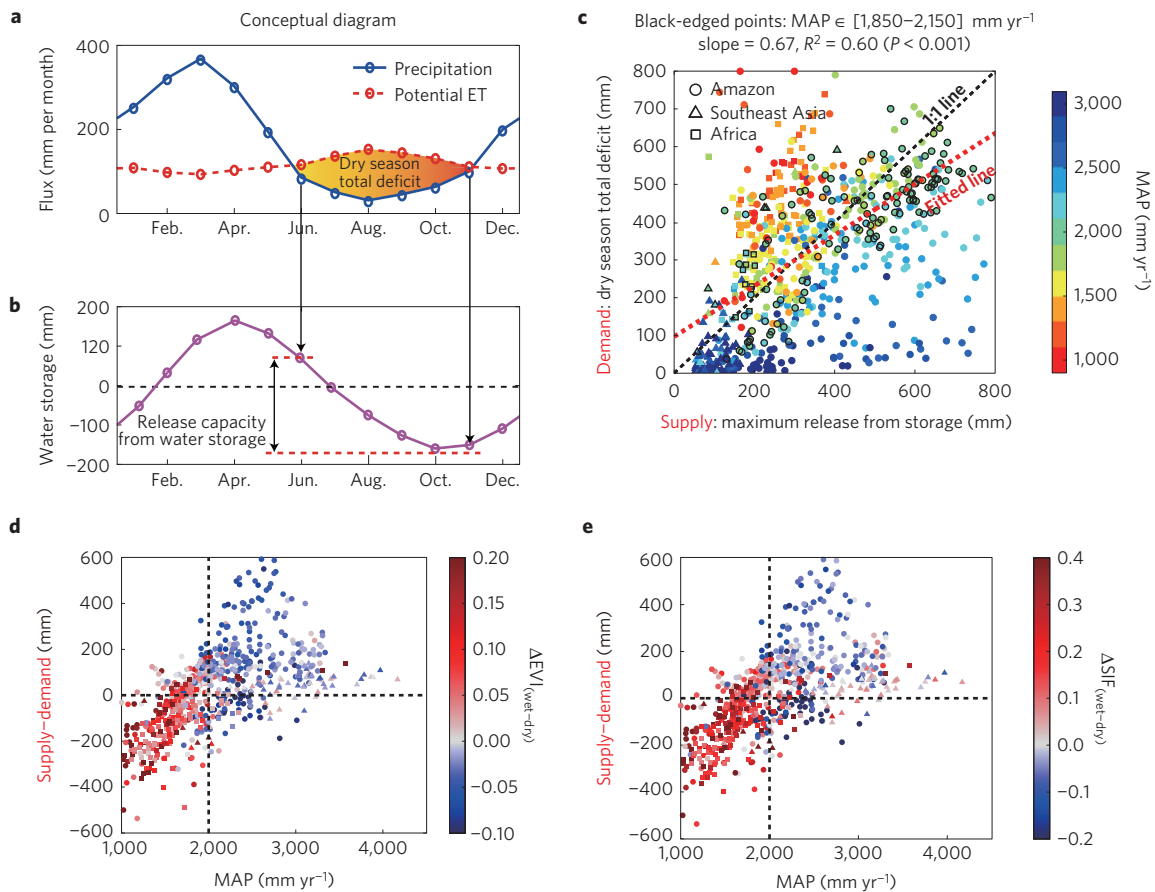 a
Conceptual diagram
400
200
0
Flux (mm per month)
Precipitation
Potential ET
Dry season
total deficit
Feb.
Apr.
Jun.
Aug.
Oct.
Dec.
b
200
120
0
−100
−200
Water storage (mm)
Release capacity
from water storage
Feb.
Apr.
Jun.
Aug.
Oct.
Dec.
c
Black-edged points: MAP ∈ [1,850–2,150] mm yr⁻¹
slope = 0.67, R² = 0.60 (P < 0.001)
800
700
600
500
400
300
200
100
0
Demand: dry season total deficit (mm)
Amazon
Southeast Asia
Africa
1:1 line
Fitted line
0
200
400
600
800
Supply: maximum release from storage (mm)
3,000
2,500
2,000
1,500
1,000
MAP (mm yr⁻¹)
d
600
400
200
0
−200
−400
−600
Supply–demand (mm)
1,000
2,000
3,000
4,000
MAP (mm yr⁻¹)
0.20
0.15
0.10
0.05
0.00
−0.05
−0.10
ΔEVI(wet–dry)
e
600
400
200
0
−200
−400
−600
Supply–demand (mm)
1,000
2,000
3,000
4,000
MAP (mm yr⁻¹)
0.4
0.3
0.2
0.1
0.0
−0.1
−0.2
ΔSIF(wet–dry)